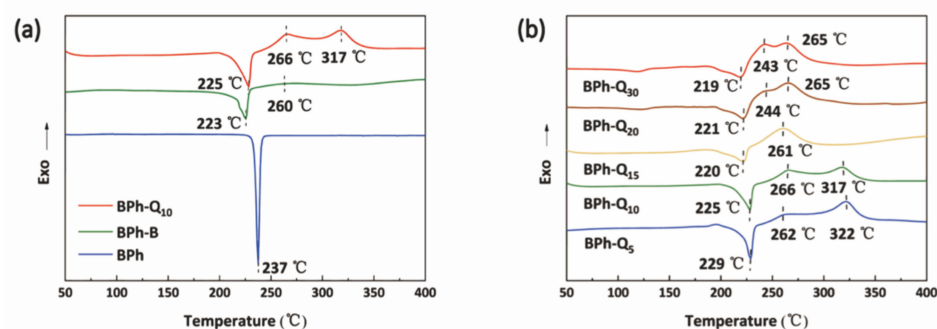 (a)
266 ℃
317 ℃
225 ℃
260 ℃
223 ℃
Exo
BPh-Q10
BPh-B
BPh
237 ℃
50 100 150 200 250 300 350 400
Temperature (℃)
(b)
265 ℃
243 ℃
219 ℃
BPh-Q30
265 ℃
244 ℃
221 ℃
BPh-Q20
261 ℃
220 ℃
BPh-Q15
266 ℃
317 ℃
225 ℃
BPh-Q10
262 ℃
322 ℃
BPh-Q5
229 ℃
Exo
50 100 150 200 250 300 350 400
Temperature (℃)